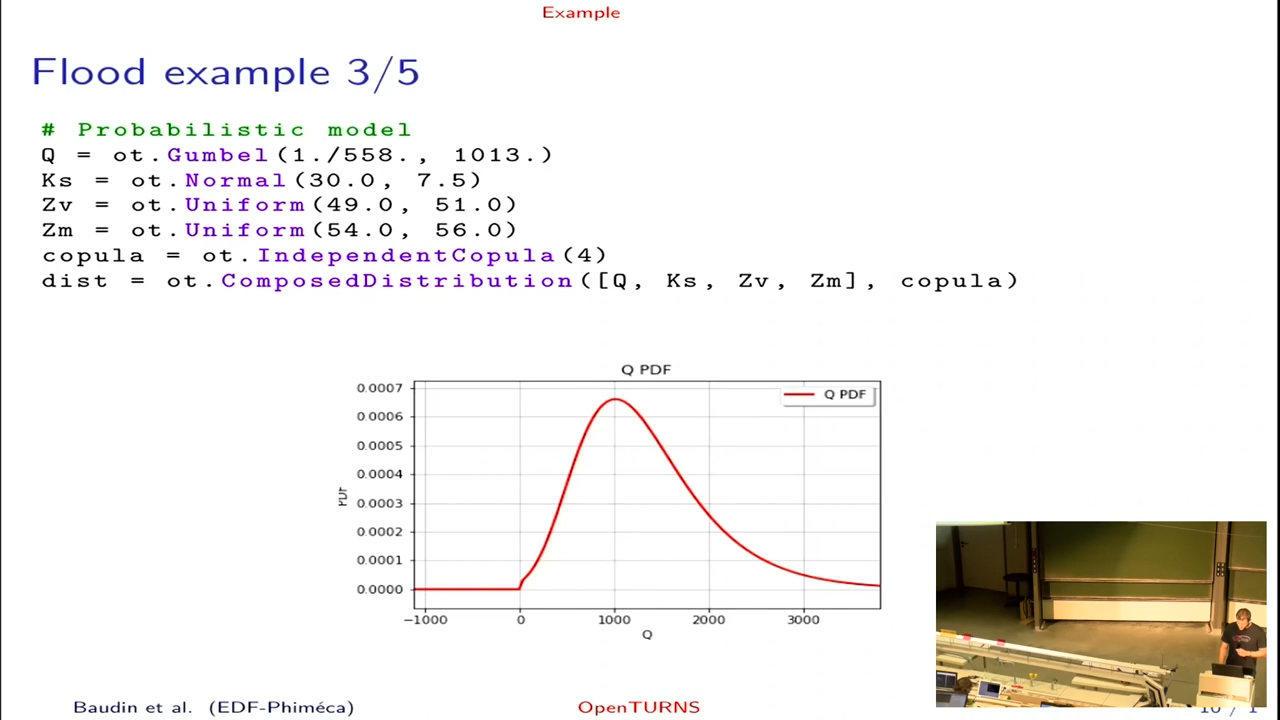 Example
Flood example 3/5
# Probabilistic model
Q = ot.Gumbel(1./558., 1013.)
Ks = ot.Normal(30.0, 7.5)
Zv = ot.Uniform(49.0, 51.0)
Zm = ot.Uniform(54.0, 56.0)
copula = ot.IndependentCopula(4)
dist = ot.ComposedDistribution([Q, Ks, Zv, Zm], copula)
Q PDF
Q PDF
0.0007
0.0006
0.0005
0.0004
0.0003
0.0002
0.0001
0.0000
PDF
−1000 0 1000 2000 3000
Q
Baudin et al. (EDF-Phiméca) OpenTURNS